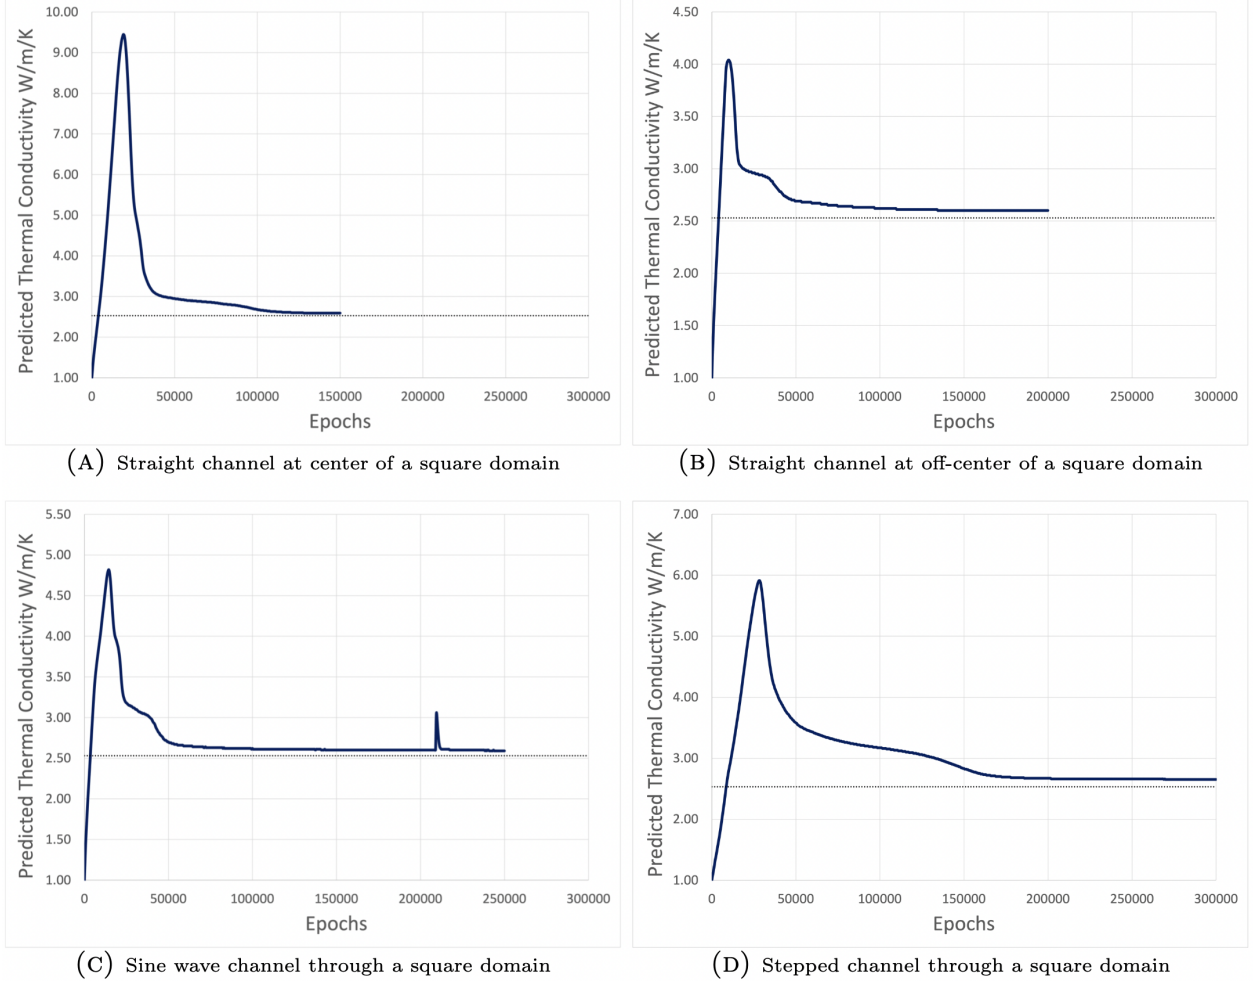 10.00
9.00
8.00
7.00
6.00
5.00
4.00
3.00
2.00
1.00
Predicted Thermal Conductivity W/m/K
0 50000 100000 150000 200000 250000 300000
Epochs
(A) Straight channel at center of a square domain
4.50
4.00
3.50
3.00
2.50
2.00
1.50
1.00
Predicted Thermal Conductivity W/m/K
0 50000 100000 150000 200000 250000 300000
Epochs
(B) Straight channel at off-center of a square domain
5.50
5.00
4.50
4.00
3.50
3.00
2.50
2.00
1.50
1.00
Predicted Thermal Conductivity W/m/K
0 50000 100000 150000 200000 250000 300000
Epochs
(C) Sine wave channel through a square domain
7.00
6.00
5.00
4.00
3.00
2.00
1.00
Predicted Thermal Conductivity W/m/K
0 50000 100000 150000 200000 250000 300000
Epochs
(D) Stepped channel through a square domain